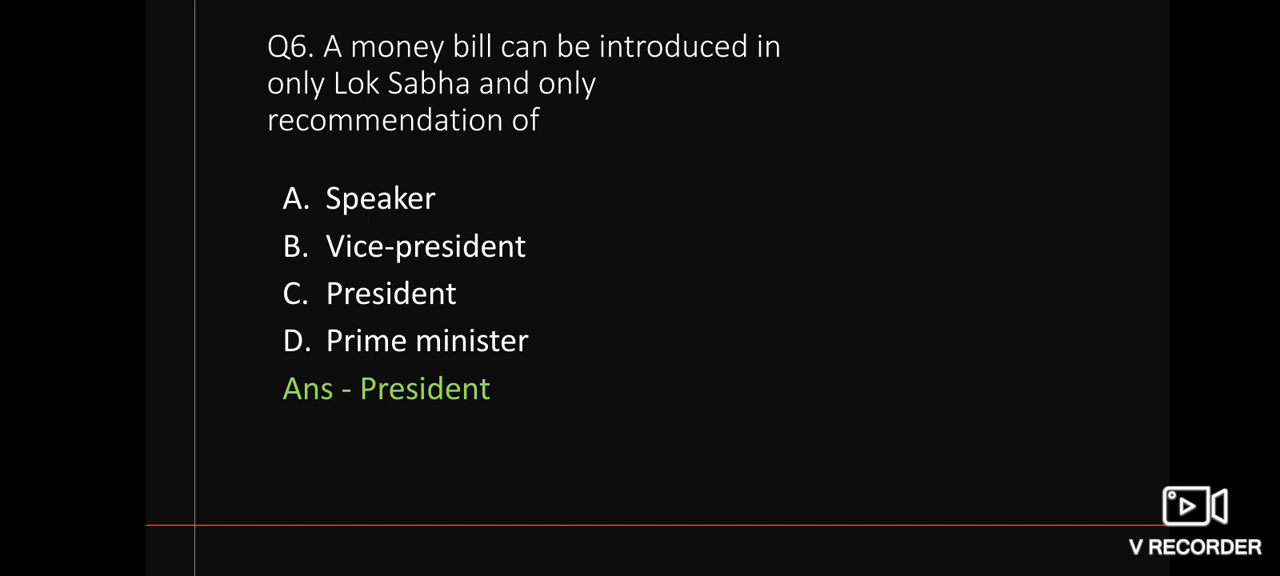 Q6. A money bill can be introduced in
only Lok Sabha and only
recommendation of
A. Speaker
B. Vice-president
C. President
D. Prime minister
Ans - President
V RECORDER